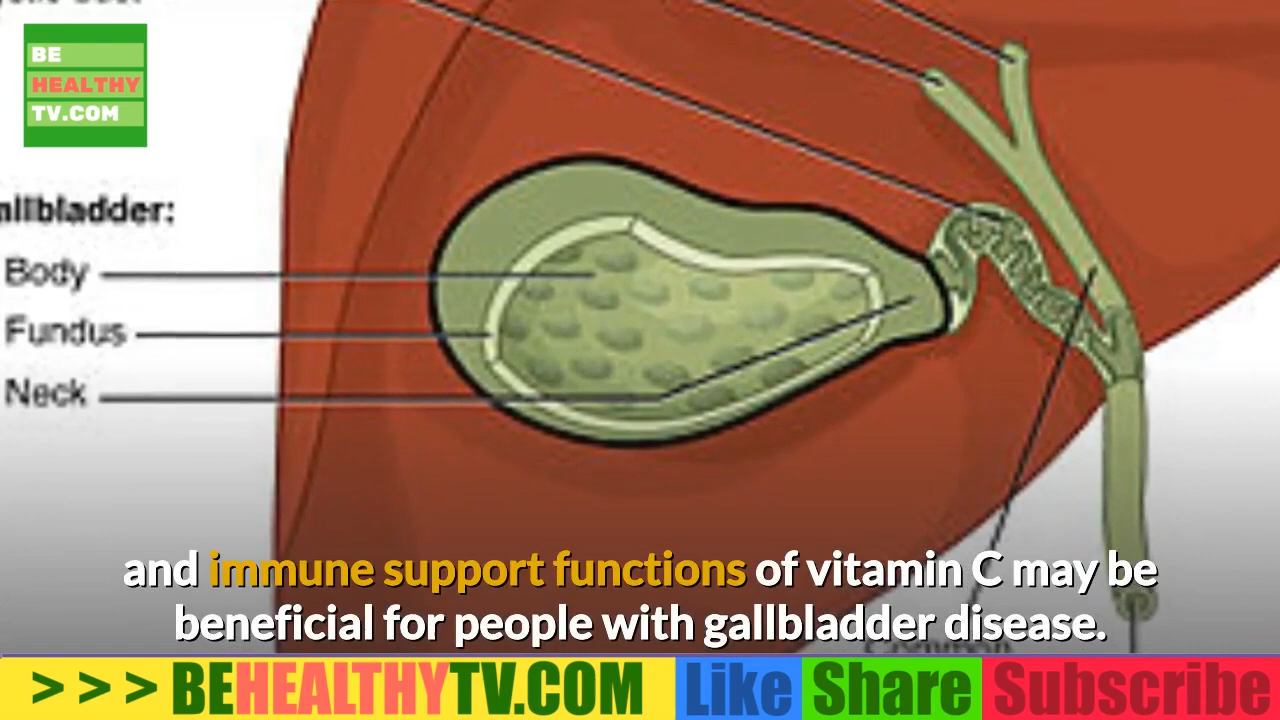 BE
HEALTHY
TV.COM
allbladder:
Body
Fundus
Neck
and immune support functions of vitamin C may be
beneficial for people with gallbladder disease.
Common
> > > BEHEALTHYTV.COM Like Share Subscribe